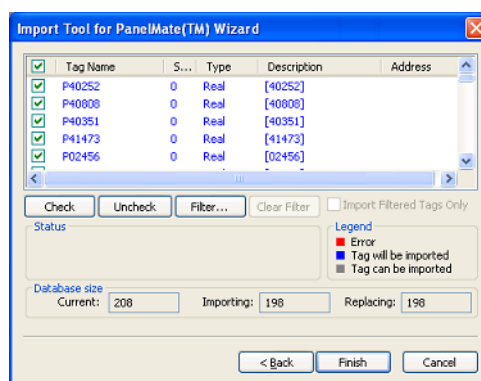 Import Tool for PanelMate(TM) Wizard
Tag Name S... Type Description Address
P40252 0 Real [40252]
P40808 0 Real [40808]
P40351 0 Real [40351]
P41473 0 Real [41473]
P02456 0 Real [02456]
Check Uncheck Filter... Clear Filter Import Filtered Tags Only
Status
Legend
Error
Tag will be imported
Tag can be imported
Database size
Current: 208 Importing: 198 Replacing: 198
< Back Finish Cancel